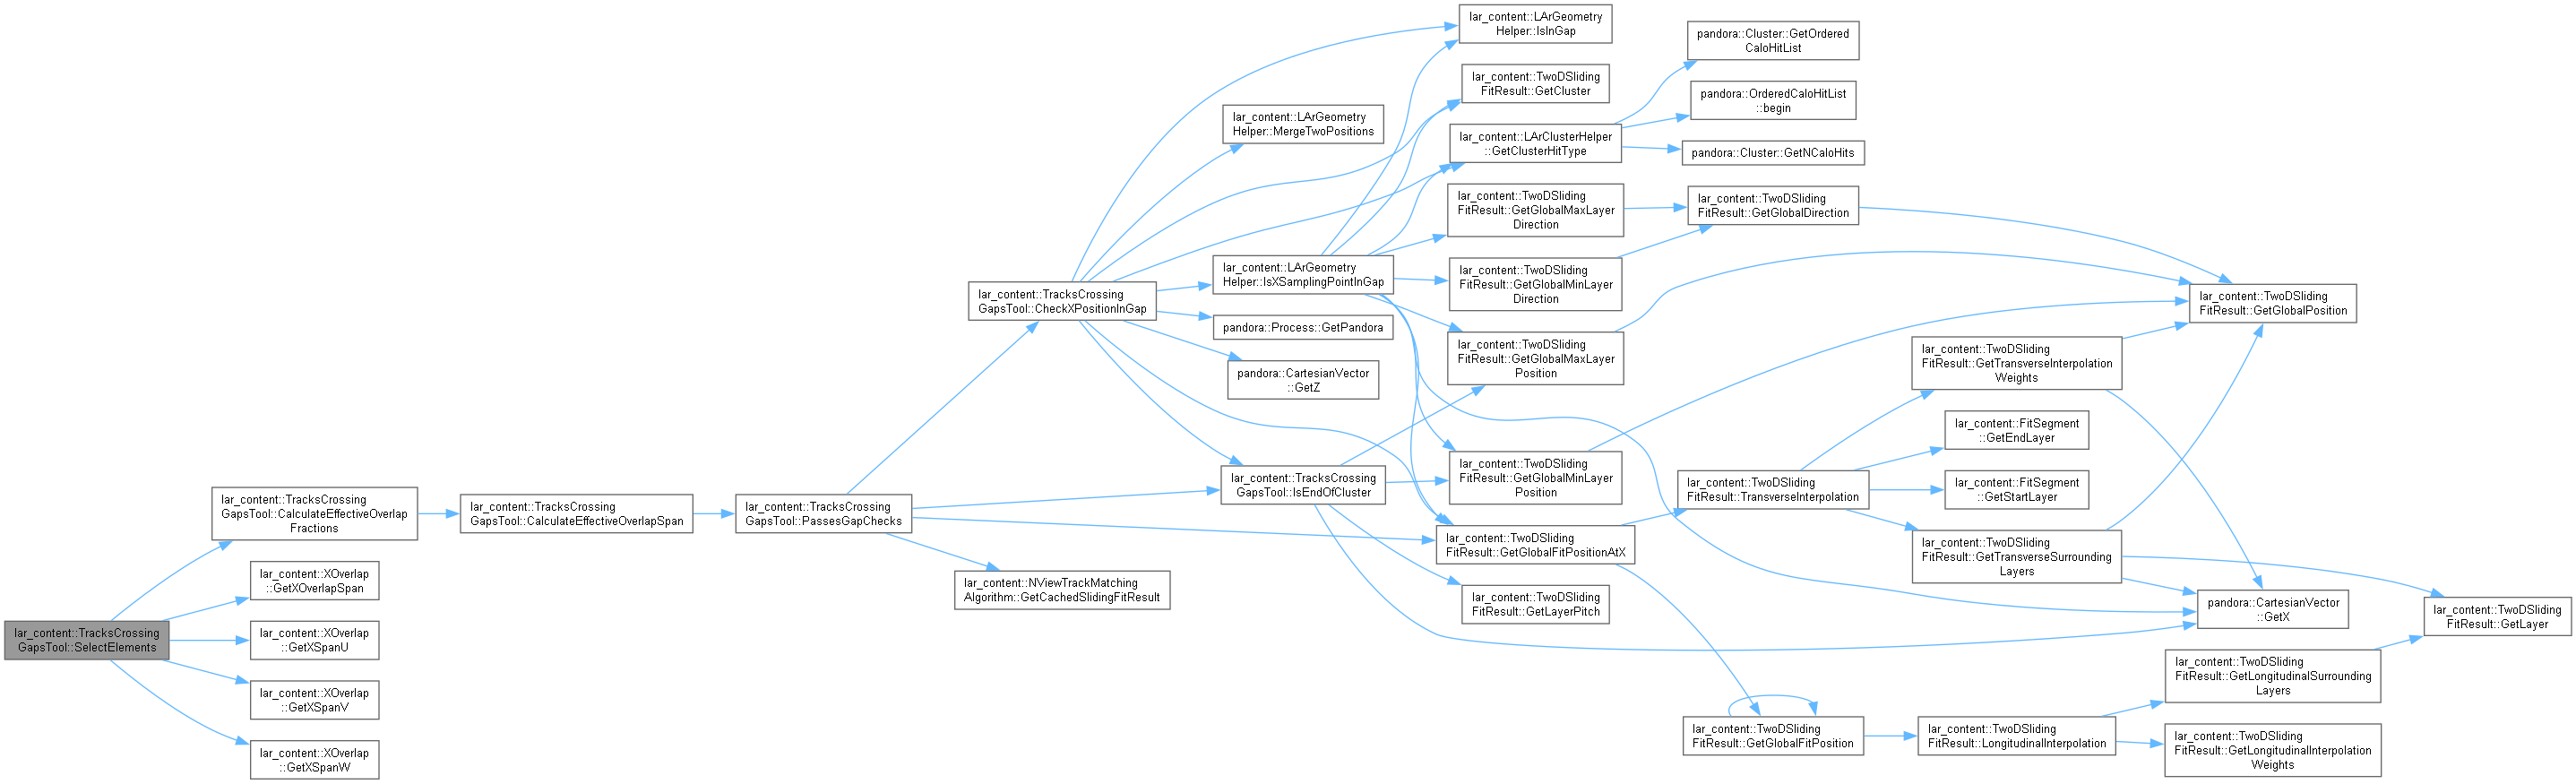 lar_content::TracksCrossing
GapsTool::SelectElements
lar_content::TracksCrossing
GapsTool::CalculateEffectiveOverlap
Fractions
lar_content::XOverlap
::GetXOverlapSpan
lar_content::XOverlap
::GetXSpanU
lar_content::XOverlap
::GetXSpanV
lar_content::XOverlap
::GetXSpanW
lar_content::TracksCrossing
GapsTool::CalculateEffectiveOverlapSpan
lar_content::TracksCrossing
GapsTool::PassesGapChecks
lar_content::TracksCrossing
GapsTool::CheckXPositionInGap
lar_content::NViewTrackMatching
Algorithm::GetCachedSlidingFitResult
lar_content::LArGeometry
Helper::MergeTwoPositions
lar_content::LArGeometry
Helper::IsXSamplingPointInGap
pandora::Process::GetPandora
pandora::CartesianVector
::GetZ
lar_content::TracksCrossing
GapsTool::IsEndOfCluster
lar_content::LArGeometry
Helper::IsInGap
lar_content::TwoDSliding
FitResult::GetCluster
lar_content::LArClusterHelper
::GetClusterHitType
lar_content::TwoDSliding
FitResult::GetGlobalMaxLayer
Direction
lar_content::TwoDSliding
FitResult::GetGlobalMinLayer
Direction
lar_content::TwoDSliding
FitResult::GetGlobalMaxLayer
Position
lar_content::TwoDSliding
FitResult::GetGlobalMinLayer
Position
lar_content::TwoDSliding
FitResult::GetGlobalFitPositionAtX
lar_content::TwoDSliding
FitResult::GetLayerPitch
pandora::Cluster::GetOrdered
CaloHitList
pandora::OrderedCaloHitList
::begin
pandora::Cluster::GetNCaloHits
lar_content::TwoDSliding
FitResult::GetGlobalDirection
lar_content::TwoDSliding
FitResult::TransverseInterpolation
lar_content::TwoDSliding
FitResult::GetGlobalFitPosition
lar_content::TwoDSliding
FitResult::GetTransverseInterpolation
Weights
lar_content::FitSegment
::GetEndLayer
lar_content::FitSegment
::GetStartLayer
lar_content::TwoDSliding
FitResult::GetTransverseSurrounding
Layers
lar_content::TwoDSliding
FitResult::LongitudinalInterpolation
lar_content::TwoDSliding
FitResult::GetGlobalPosition
pandora::CartesianVector
::GetX
lar_content::TwoDSliding
FitResult::GetLongitudinalSurrounding
Layers
lar_content::TwoDSliding
FitResult::GetLongitudinalInterpolation
Weights
lar_content::TwoDSliding
FitResult::GetLayer